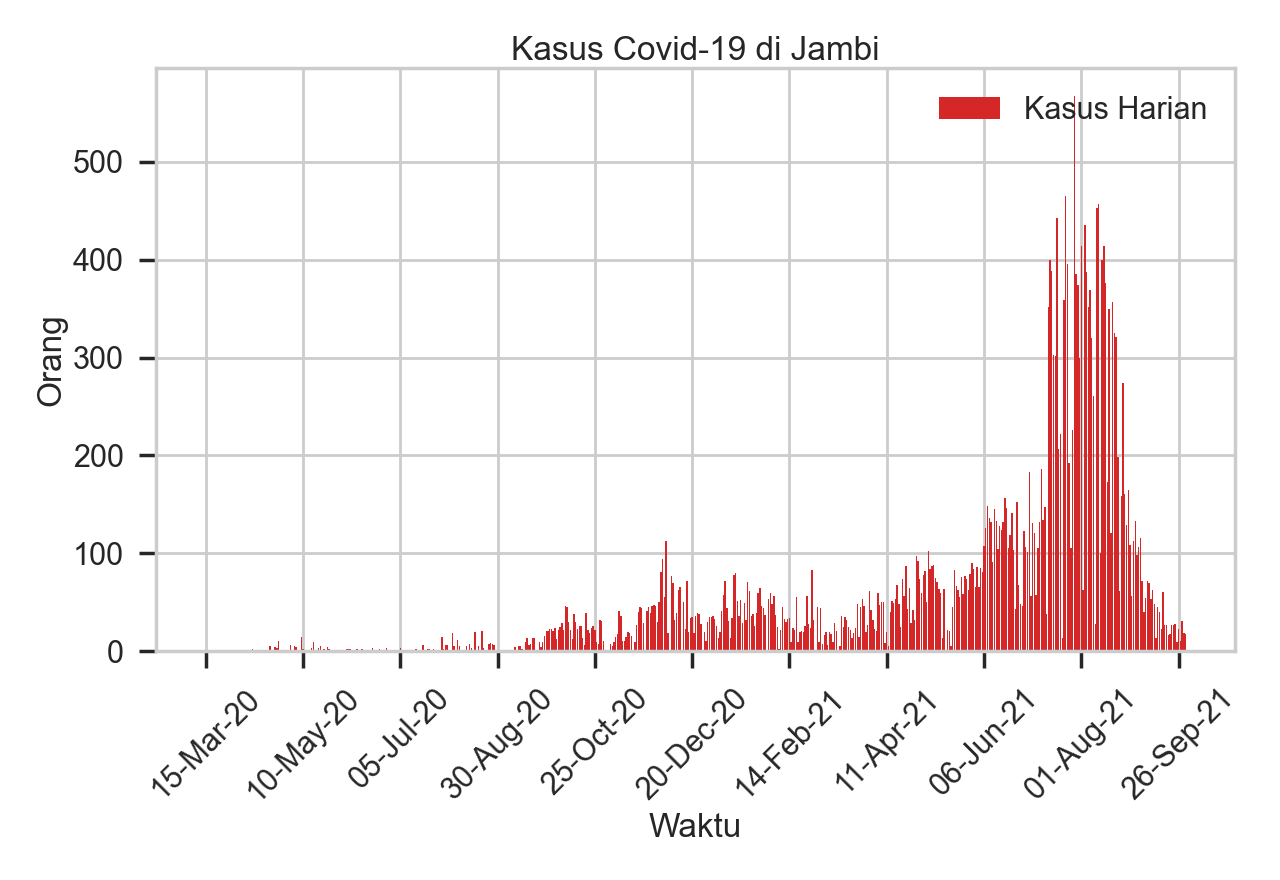 Kasus Covid-19 di Jambi
Kasus Harian
Orang
500
400
300
200
100
0
15-Mar-20
10-May-20
05-Jul-20
30-Aug-20
25-Oct-20
20-Dec-20
14-Feb-21
11-Apr-21
06-Jun-21
01-Aug-21
26-Sep-21
Waktu